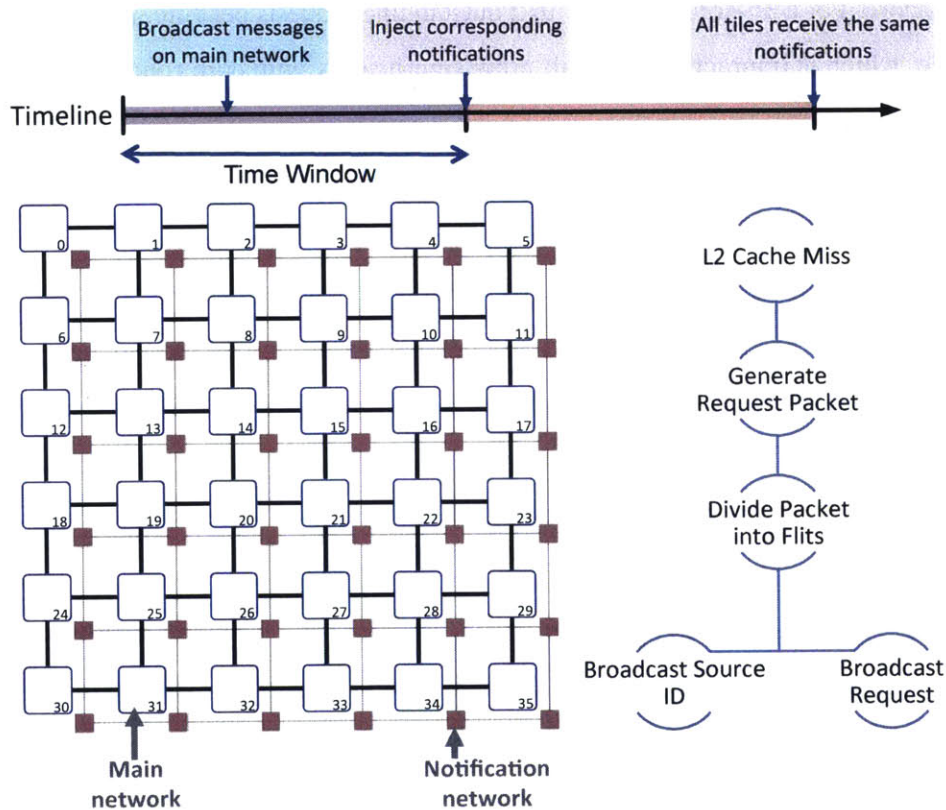 Broadcast messages
on main network
Inject corresponding
notifications
All tiles receive the same
notifications
Timeline
Time Window
0
1
2
3
4
5
6
7
8
9
10
11
12
13
14
15
16
17
18
19
20
21
22
23
24
25
26
27
28
29
30
31
32
33
34
35
Main
network
Notification
network
L2 Cache Miss
Generate
Request Packet
Divide Packet
into Flits
Broadcast Source
ID
Broadcast
Request